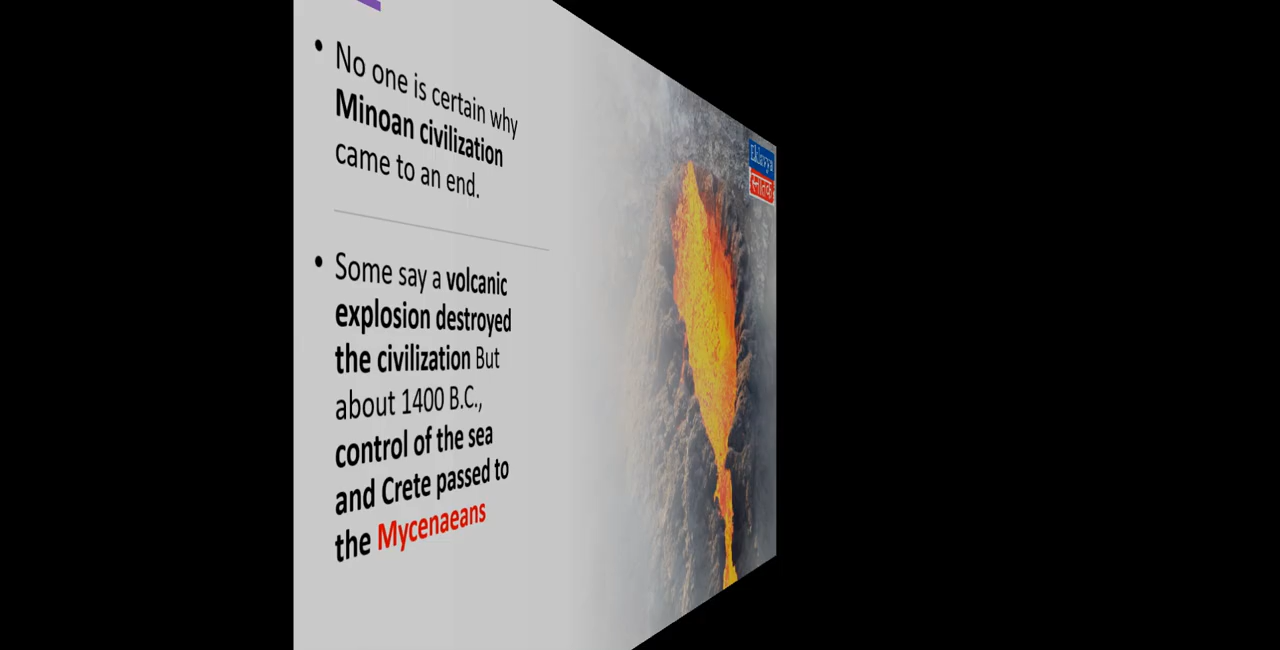 • No one is certain why
Minoan civilization
came to an end.
• Some say a volcanic
explosion destroyed
the civilization But
about 1400 B.C.,
control of the sea
and Crete passed to
the Mycenaeans
Eklavya